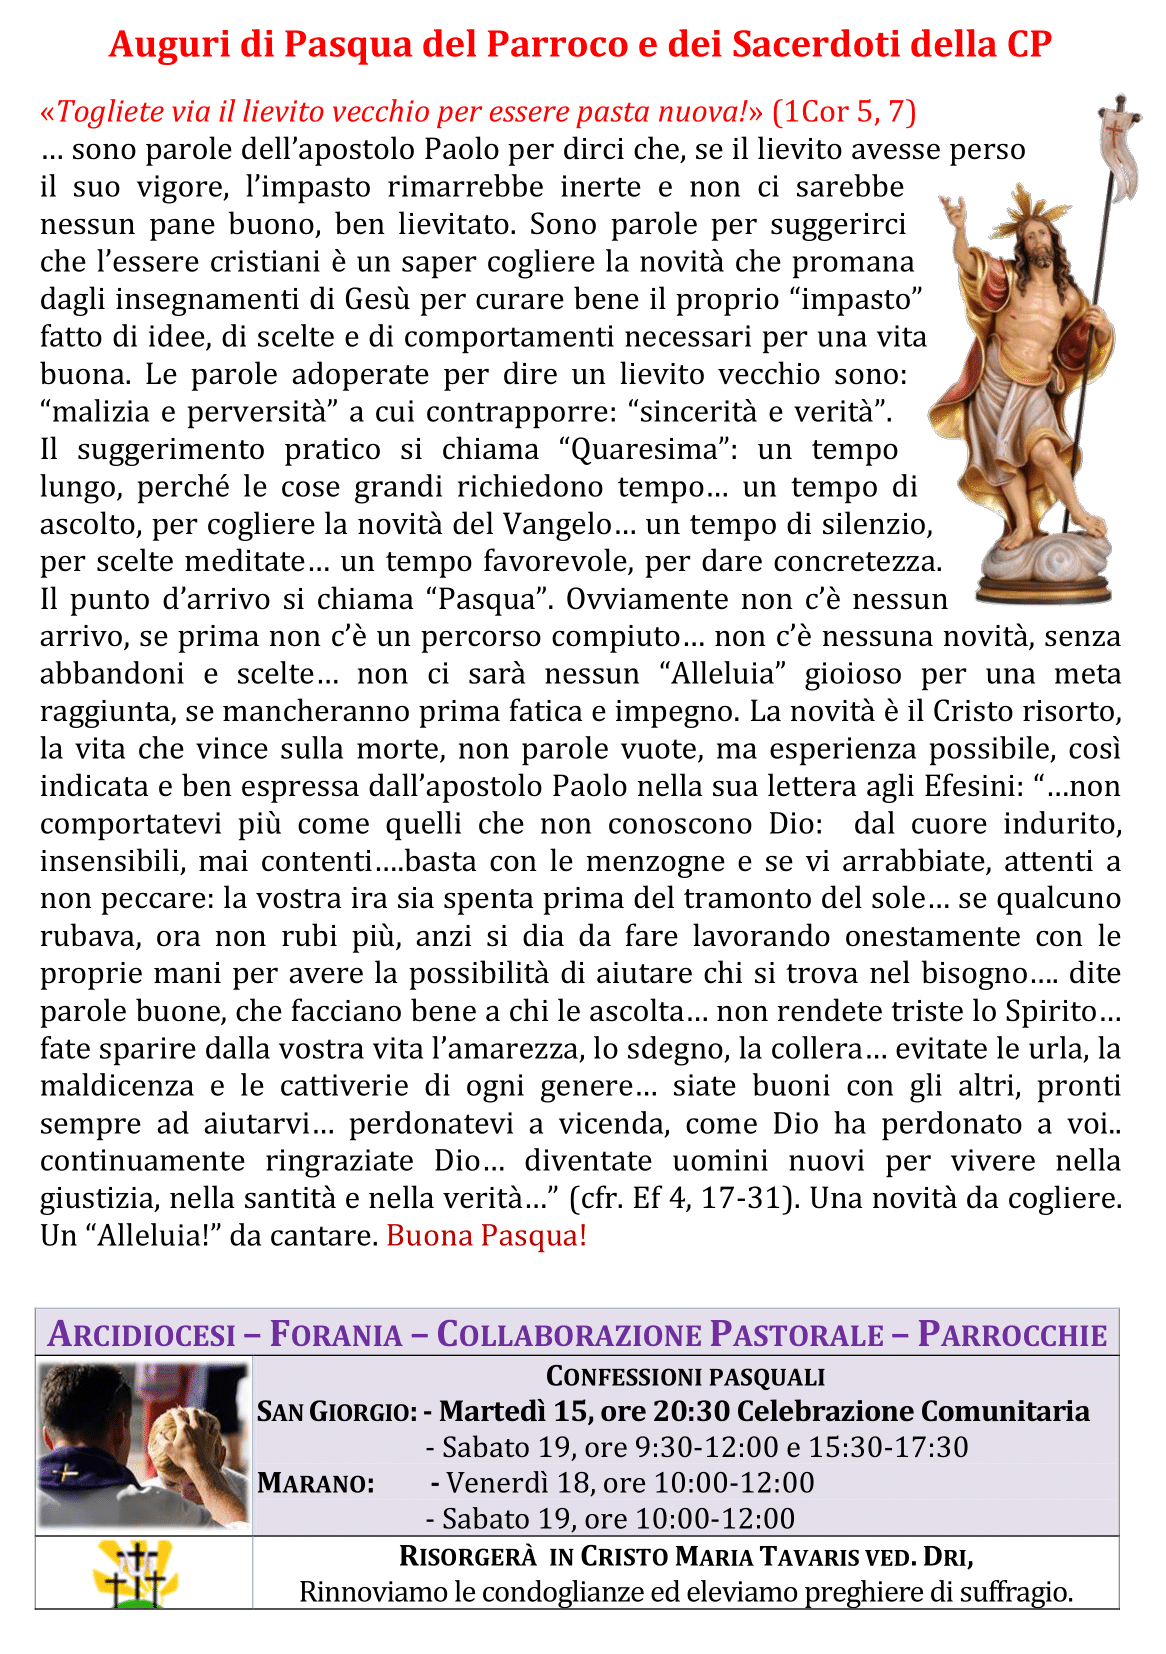 Auguri di Pasqua del Parroco e dei Sacerdoti della CP
«Togliete via il lievito vecchio per essere pasta nuova!» (1Cor 5, 7)
… sono parole dell’apostolo Paolo per dirci che, se il lievito avesse perso
il suo vigore, l’impasto rimarrebbe inerte e non ci sarebbe
nessun pane buono, ben lievitato. Sono parole per suggerirci
che l’essere cristiani è un saper cogliere la novità che promana
dagli insegnamenti di Gesù per curare bene il proprio “impasto”
fatto di idee, di scelte e di comportamenti necessari per una vita
buona. Le parole adoperate per dire un lievito vecchio sono:
“malizia e perversità” a cui contrapporre: “sincerità e verità”.
Il suggerimento pratico si chiama “Quaresima”: un tempo
lungo, perché le cose grandi richiedono tempo… un tempo di
ascolto, per cogliere la novità del Vangelo… un tempo di silenzio,
per scelte meditate… un tempo favorevole, per dare concretezza.
Il punto d’arrivo si chiama “Pasqua”. Ovviamente non c’è nessun
arrivo, se prima non c’è un percorso compiuto… non c’è nessuna novità, senza
abbandoni e scelte… non ci sarà nessun “Alleluia” gioioso per una meta
raggiunta, se mancheranno prima fatica e impegno. La novità è il Cristo risorto,
la vita che vince sulla morte, non parole vuote, ma esperienza possibile, così
indicata e ben espressa dall’apostolo Paolo nella sua lettera agli Efesini: “…non
comportatevi più come quelli che non conoscono Dio:  dal cuore indurito,
insensibili, mai contenti….basta con le menzogne e se vi arrabbiate, attenti a
non peccare: la vostra ira sia spenta prima del tramonto del sole… se qualcuno
rubava, ora non rubi più, anzi si dia da fare lavorando onestamente con le
proprie mani per avere la possibilità di aiutare chi si trova nel bisogno…. dite
parole buone, che facciano bene a chi le ascolta… non rendete triste lo Spirito…
fate sparire dalla vostra vita l’amarezza, lo sdegno, la collera… evitate le urla, la
maldicenza e le cattiverie di ogni genere… siate buoni con gli altri, pronti
sempre ad aiutarvi… perdonatevi a vicenda, come Dio ha perdonato a voi..
continuamente ringraziate Dio… diventate uomini nuovi per vivere nella
giustizia, nella santità e nella verità…” (cfr. Ef 4, 17-31). Una novità da cogliere.
Un “Alleluia!” da cantare. Buona Pasqua!
ARCIDIOCESI – FORANIA – COLLABORAZIONE PASTORALE – PARROCCHIE
CONFESSIONI PASQUALI
SAN GIORGIO: - Martedì 15, ore 20:30 Celebrazione Comunitaria
- Sabato 19, ore 9:30-12:00 e 15:30-17:30
MARANO: - Venerdì 18, ore 10:00-12:00
- Sabato 19, ore 10:00-12:00
RISORGERÀ IN CRISTO MARIA TAVARIS VED. DRI,
Rinnoviamo le condoglianze ed eleviamo preghiere di suffragio.